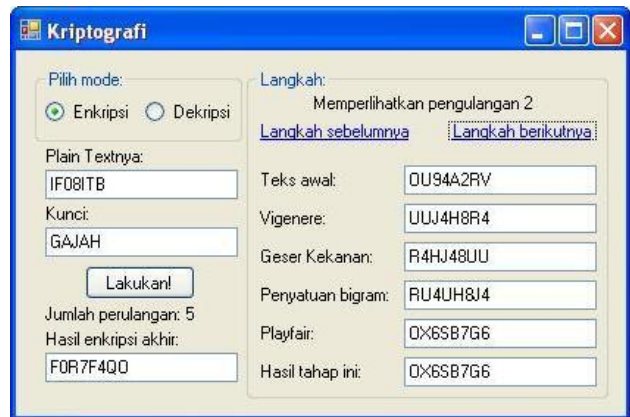 Kriptografi
Pilih mode:
Enkripsi Dekripsi
Plain Textnya:
IF08ITB
Kunci:
GAJAH
Lakukan!
Jumlah perulangan: 5
Hasil enkripsi akhir:
F0R7F4QO
Langkah:
Memperlihatkan pengulangan 2
Langkah sebelumnya Langkah berikutnya
Teks awal: OU94A2RV
Vigenere: UUJ4H8R4
Geser Kekanan: R4HJ48UU
Penyatuan bigram: RU4UH8J4
Playfair: OX6SB7G6
Hasil tahap ini: OX6SB7G6